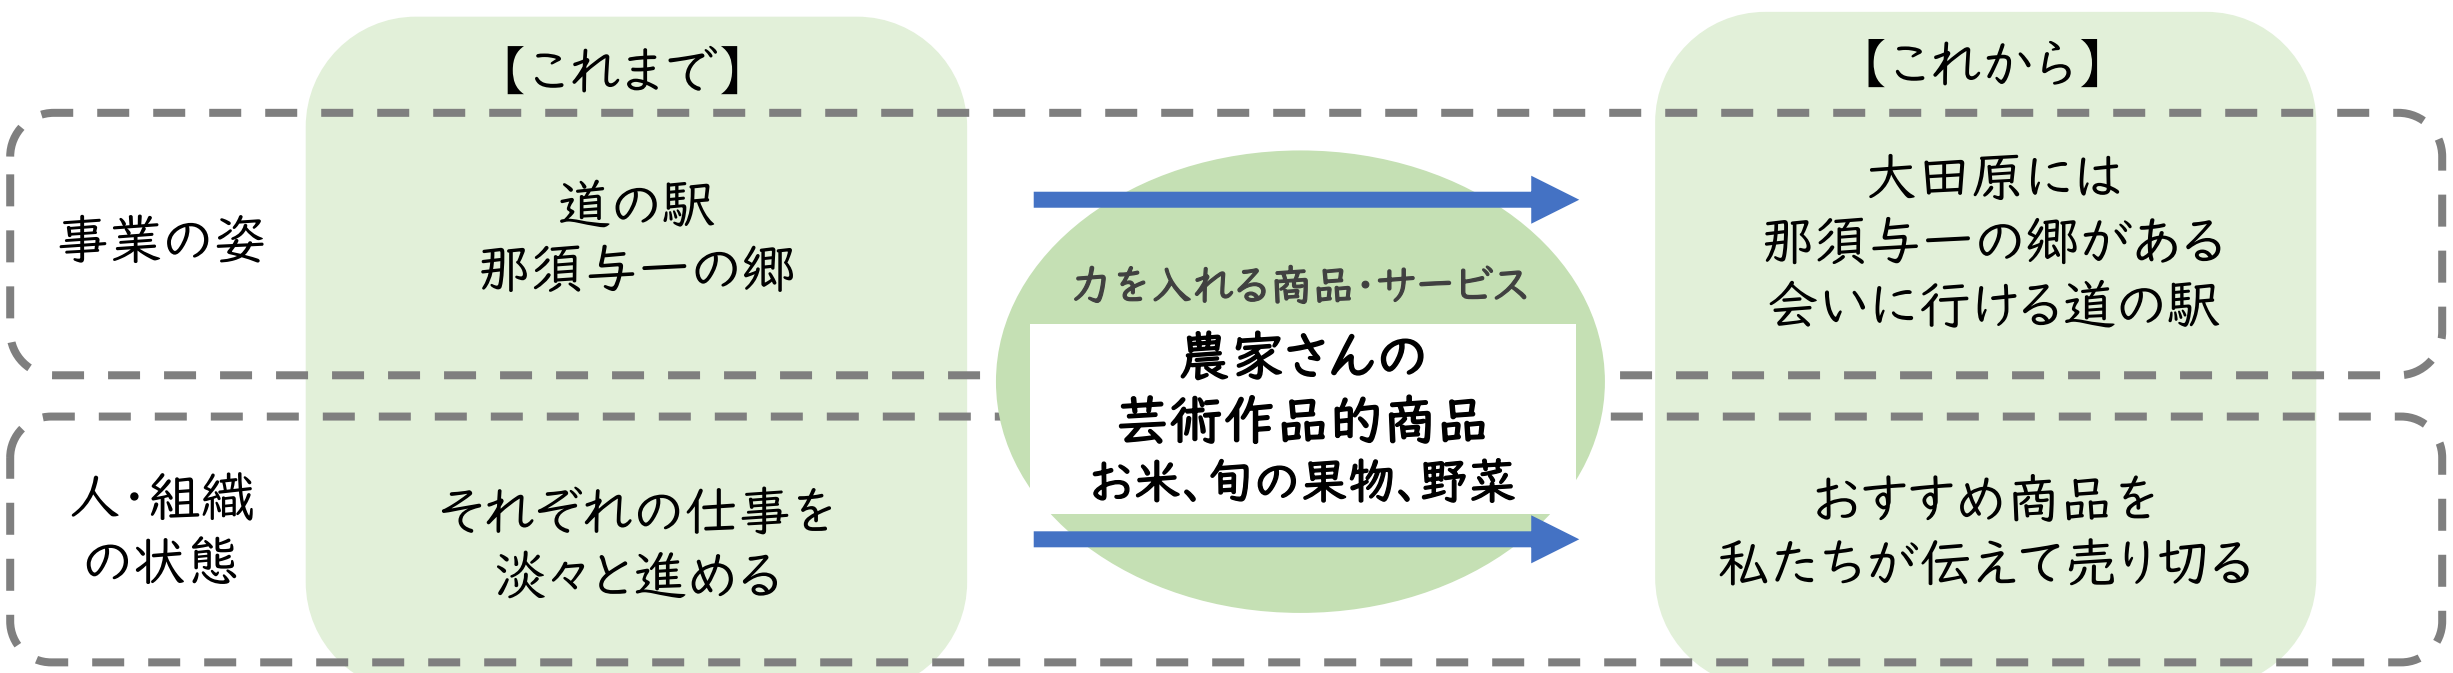 【これまで】
【これから】
事業の姿
道の駅
那須与一の郷
力を入れる商品・サービス
農家さんの
芸術作品的商品
お米、旬の果物、野菜
大田原には
那須与一の郷がある
会いに行ける道の駅
人・組織
の状態
それぞれの仕事を
淡々と進める
おすすめ商品を
私たちが伝えて売り切る